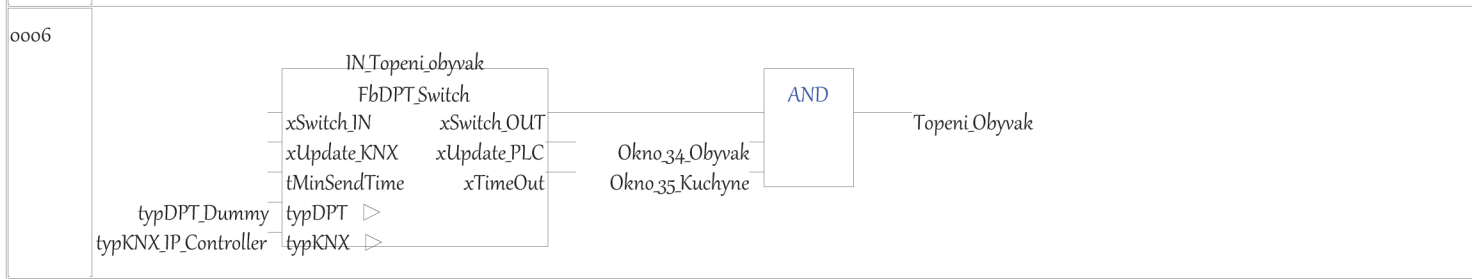 0006
IN_Topeni_obyvak
FbDPT_Switch
AND
xSwitch_IN xSwitch_OUT
Topeni_Obyvak
xUpdate_KNX xUpdate_PLC Okno_34_Obyvak
tMinSendTime xTimeOut Okno_35_Kuchyne
typDPT_Dummy typDPT
typKNX_IP_Controller typKNX